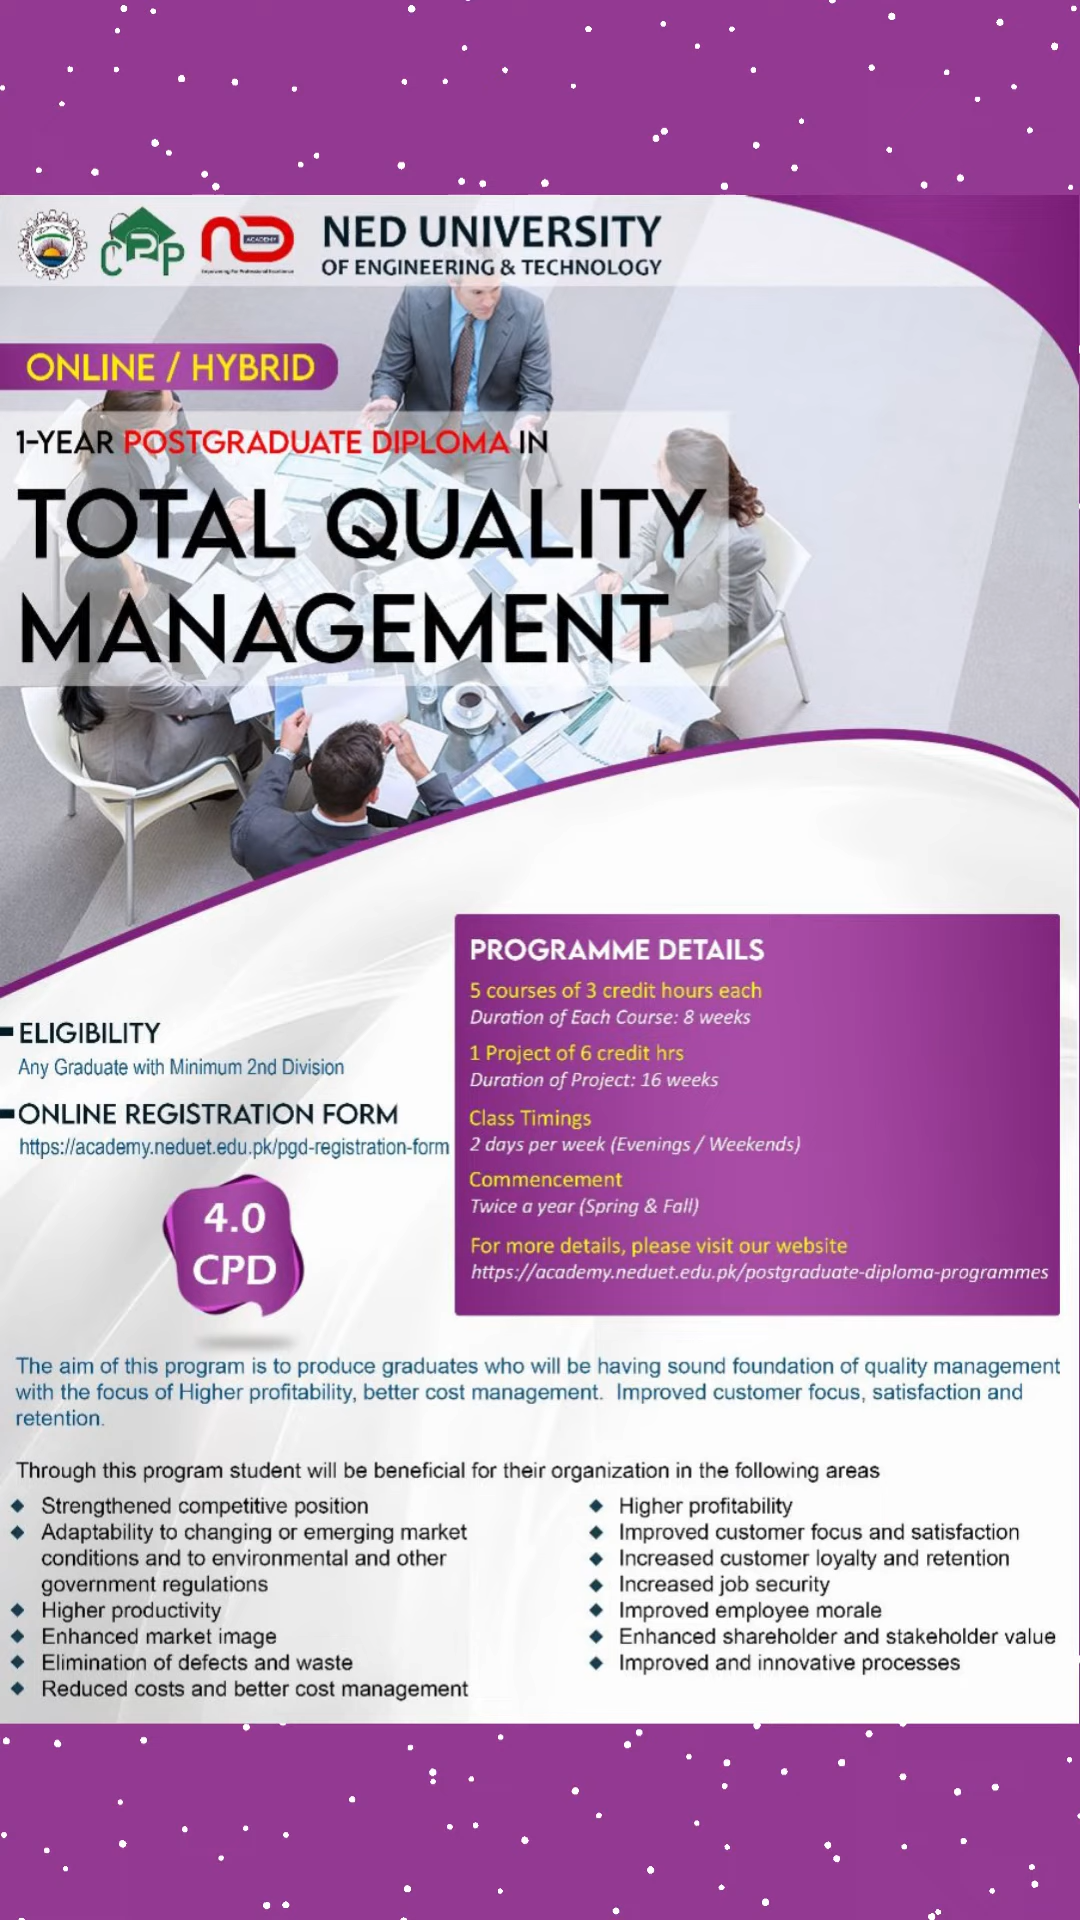 C2P
ACADEMY
Empowering For Professional Excellence
NED UNIVERSITY
OF ENGINEERING & TECHNOLOGY
ONLINE / HYBRID
1-YEAR POSTGRADUATE DIPLOMA IN
TOTAL QUALITY
MANAGEMENT
ELIGIBILITY
Any Graduate with Minimum 2nd Division
ONLINE REGISTRATION FORM
https://academy.neduet.edu.pk/pgd-registration-form
4.0
CPD
PROGRAMME DETAILS
5 courses of 3 credit hours each
Duration of Each Course: 8 weeks
1 Project of 6 credit hrs
Duration of Project: 16 weeks
Class Timings
2 days per week (Evenings / Weekends)
Commencement
Twice a year (Spring & Fall)
For more details, please visit our website
https://academy.neduet.edu.pk/postgraduate-diploma-programmes
The aim of this program is to produce graduates who will be having sound foundation of quality management
with the focus of Higher profitability, better cost management.  Improved customer focus, satisfaction and
retention.
Through this program student will be beneficial for their organization in the following areas
Strengthened competitive position
Adaptability to changing or emerging market
conditions and to environmental and other
government regulations
Higher productivity
Enhanced market image
Elimination of defects and waste
Reduced costs and better cost management
Higher profitability
Improved customer focus and satisfaction
Increased customer loyalty and retention
Increased job security
Improved employee morale
Enhanced shareholder and stakeholder value
Improved and innovative processes